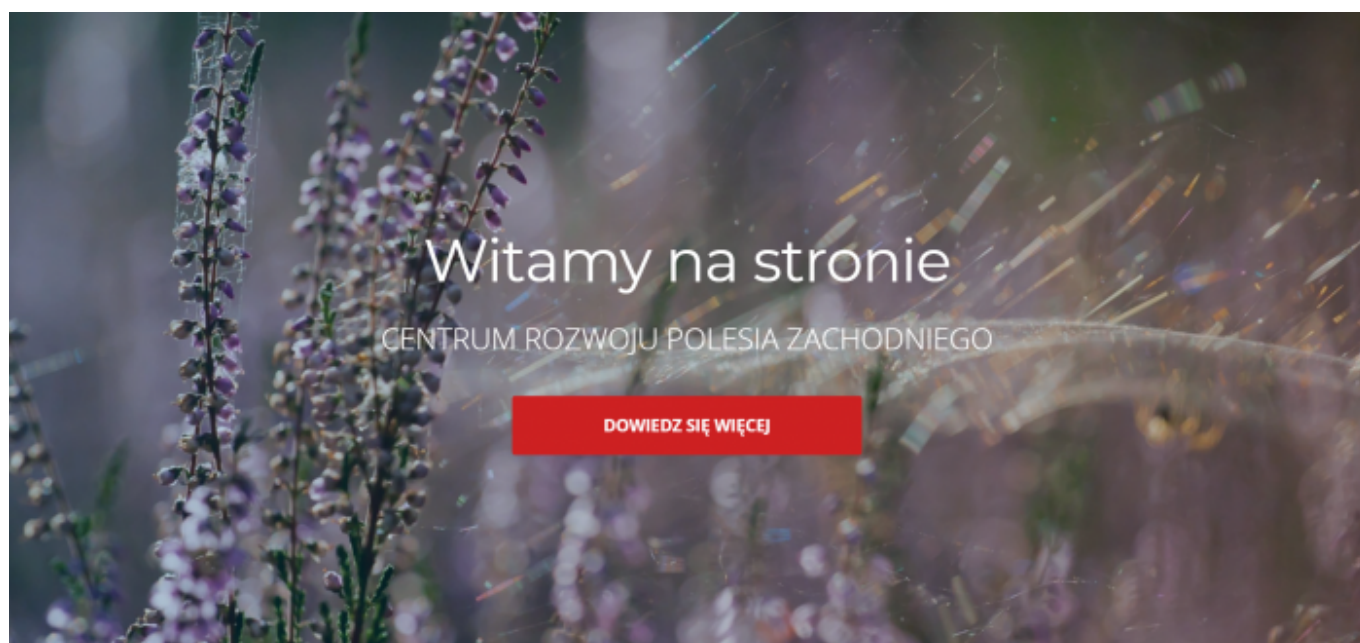 Witamy na stronie
CENTRUM ROZWOJU POLESIA ZACHODNIEGO
DOWIEDZ SIĘ WIĘCEJ